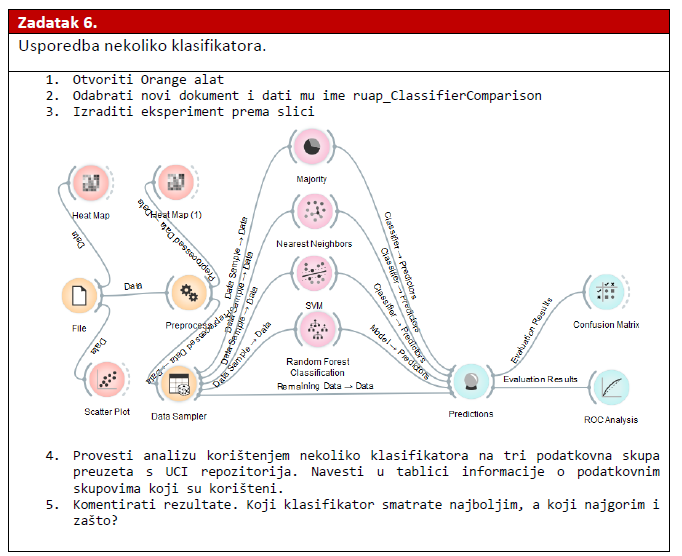 Zadatak 6.
Usporedba nekoliko klasifikatora.
1. Otvoriti Orange alat
2. Odabrati novi dokument i dati mu ime ruap_ClassifierComparison
3. Izraditi eksperiment prema slici
Majority
Heat Map
Heat Map (1)
Data
Preprocessed Data → Data
Nearest Neighbors
Data Sample → Data
Data Sample → Data
Data Sample → Data
Data Sample → Data
Classifier → Predictors
Classifier → Predictors
Classifier → Predictors
Model → Predictors
File
Data
Preprocess
Preprocessed Data → Data
SVM
Data
Random Forest
Classification
Scatter Plot
Data Sampler
Remaining Data → Data
Predictions
Evaluation Results
Confusion Matrix
Evaluation Results
ROC Analysis
4. Provesti analizu korištenjem nekoliko klasifikatora na tri podatkovna skupa
preuzeta s UCI repozitorija. Navesti u tablici informacije o podatkovnim
skupovima koji su korišteni.
5. Komentirati rezultate. Koji klasifikator smatrate najboljim, a koji najgorim i
zašto?